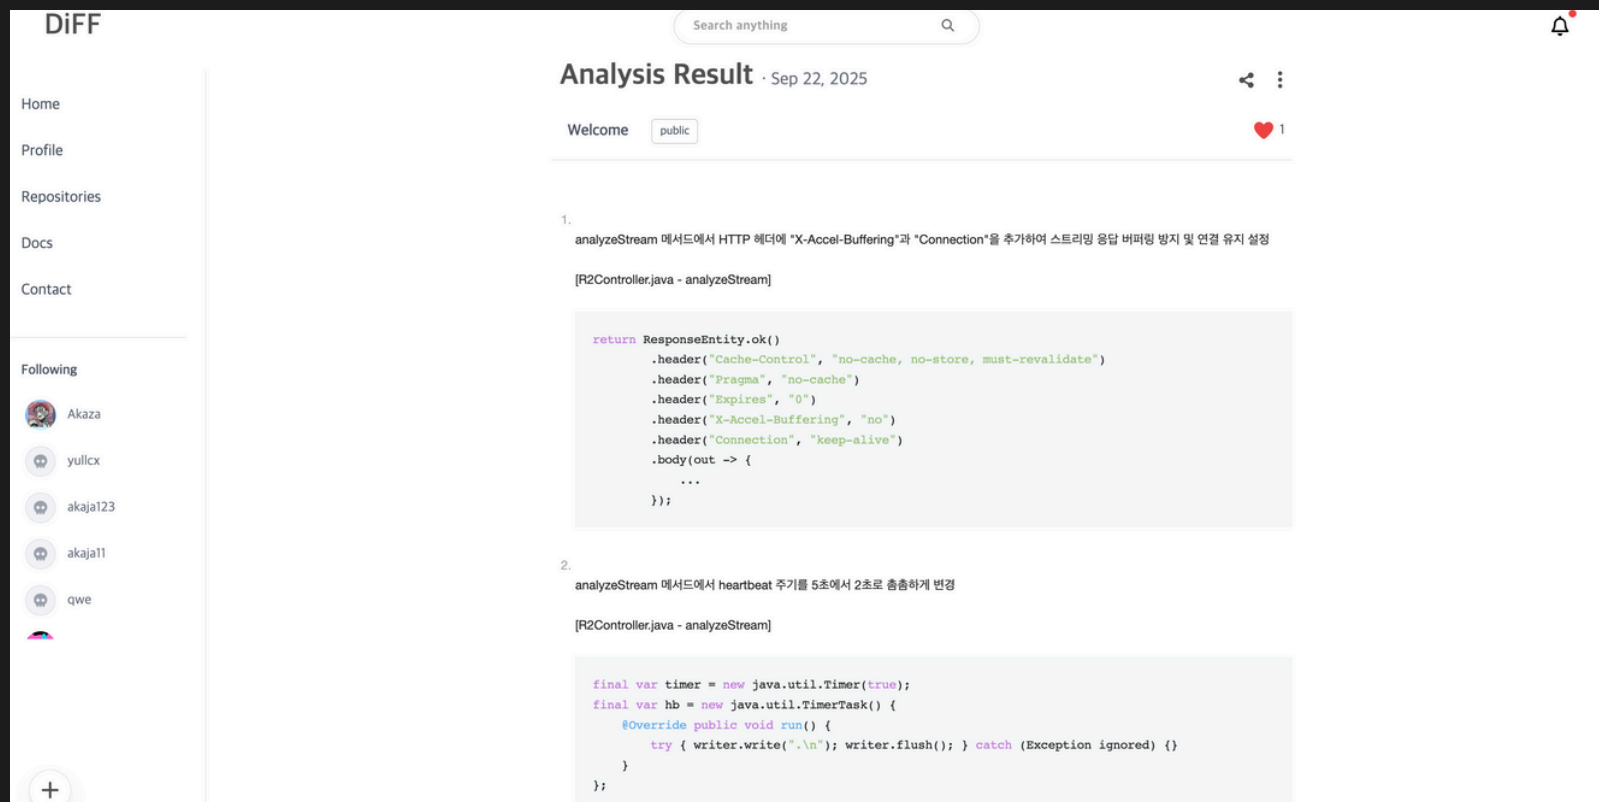 DiFF
Search anything
Home
Profile
Repositories
Docs
Contact
Following
Akaza
yullcx
akaja123
akaja11
qwe
Analysis Result · Sep 22, 2025
Welcome public 1
1.
analyzeStream 메서드에서 HTTP 헤더에 "X-Accel-Buffering"과 "Connection"을 추가하여 스트리밍 응답 버퍼링 방지 및 연결 유지 설정
[R2Controller.java - analyzeStream]
return ResponseEntity.ok()
        .header("Cache-Control", "no-cache, no-store, must-revalidate")
        .header("Pragma", "no-cache")
        .header("Expires", "0")
        .header("X-Accel-Buffering", "no")
        .header("Connection", "keep-alive")
        .body(out -> {
            ...
        });
2.
analyzeStream 메서드에서 heartbeat 주기를 5초에서 2초로 촘촘하게 변경
[R2Controller.java - analyzeStream]
final var timer = new java.util.Timer(true);
final var hb = new java.util.TimerTask() {
    @Override public void run() {
        try { writer.write(".\n"); writer.flush(); } catch (Exception ignored) {}
    }
};